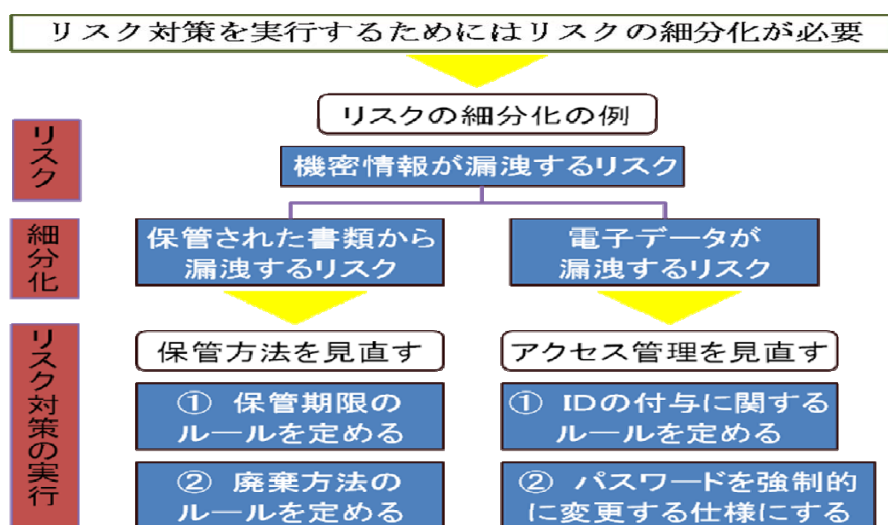 リスク対策を実行するためにはリスクの細分化が必要
リスクの細分化の例
リスク
機密情報が漏洩するリスク
細分化
保管された書類から
漏洩するリスク
電子データが
漏洩するリスク
リスク対策の実行
保管方法を見直す
① 保管期限の
ルールを定める
② 廃棄方法の
ルールを定める
アクセス管理を見直す
① IDの付与に関する
ルールを定める
② パスワードを強制的
に変更する仕様にする